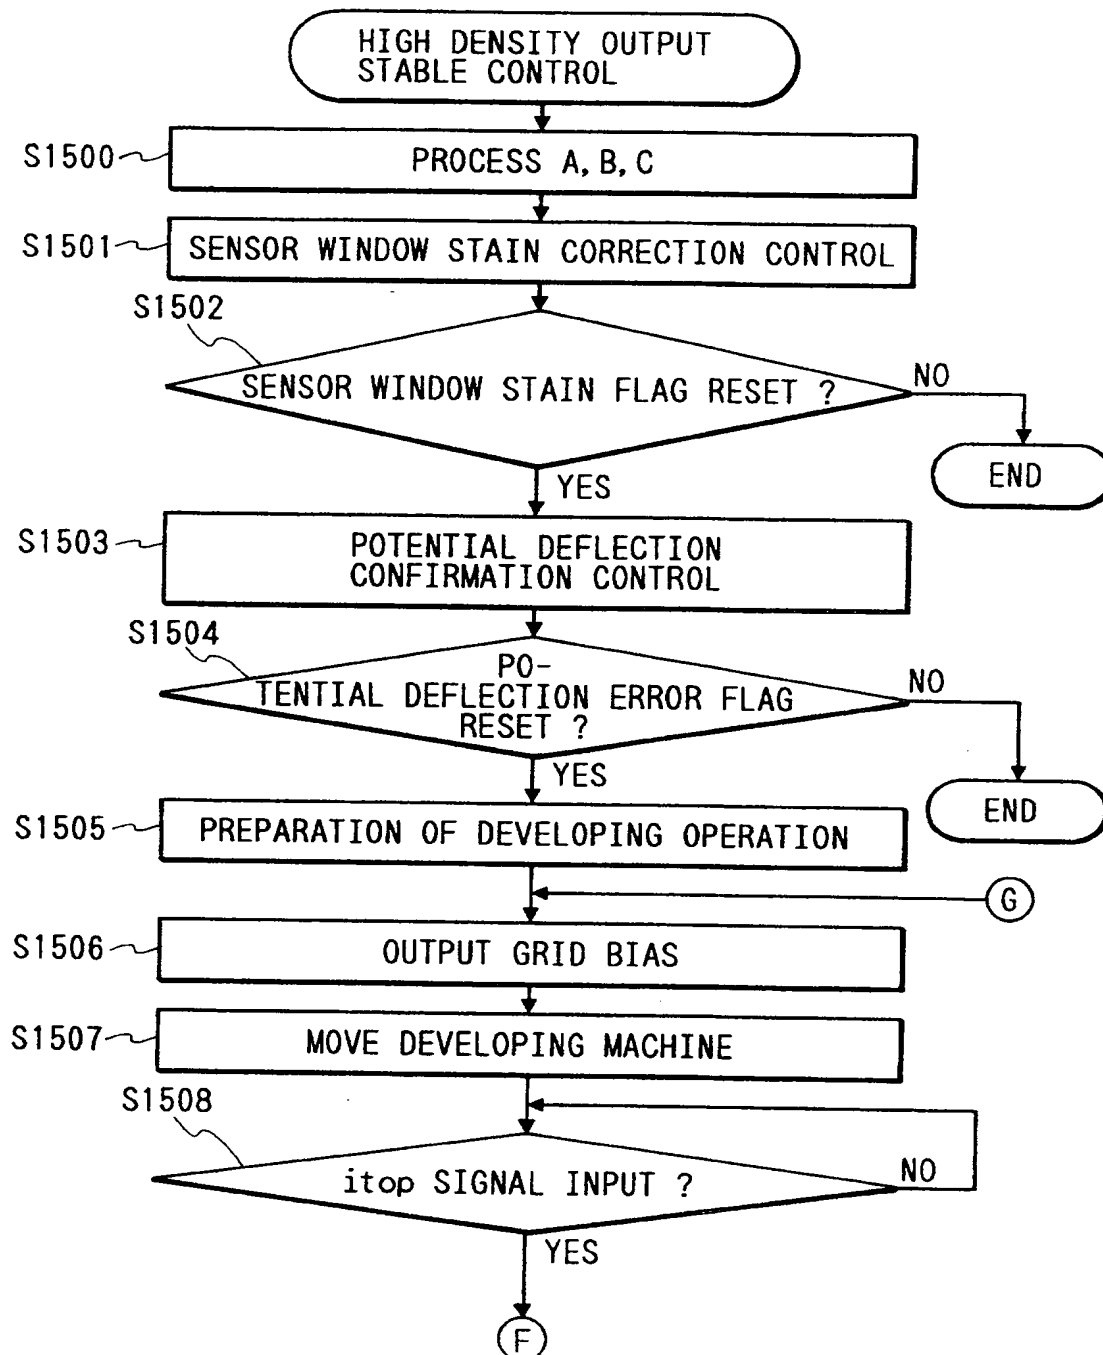 HIGH DENSITY OUTPUT
STABLE CONTROL
S1500
PROCESS A, B, C
S1501
SENSOR WINDOW STAIN CORRECTION CONTROL
S1502
SENSOR WINDOW STAIN FLAG RESET ?
NO
END
YES
S1503
POTENTIAL DEFLECTION
CONFIRMATION CONTROL
S1504
PO-
TENTIAL DEFLECTION ERROR FLAG
RESET ?
NO
END
YES
S1505
PREPARATION OF DEVELOPING OPERATION
G
S1506
OUTPUT GRID BIAS
S1507
MOVE DEVELOPING MACHINE
S1508
itop SIGNAL INPUT ?
NO
YES
F